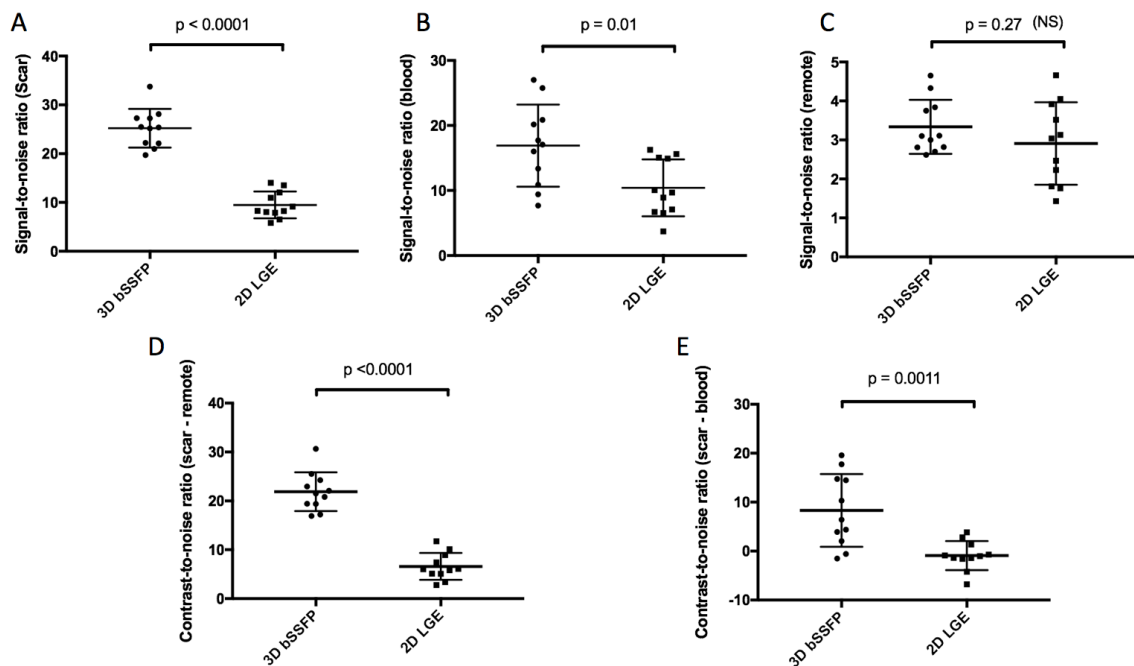 A
p < 0.0001
Signal-to-noise ratio (Scar)
40
30
20
10
0
3D bSSFP
2D LGE
B
p = 0.01
Signal-to-noise ratio (blood)
30
20
10
0
3D bSSFP
2D LGE
C
p = 0.27 (NS)
Signal-to-noise ratio (remote)
5
4
3
2
1
0
3D bSSFP
2D LGE
D
p <0.0001
Contrast-to-noise ratio (scar - remote)
40
30
20
10
0
3D bSSFP
2D LGE
E
p = 0.0011
Contrast-to-noise ratio (scar - blood)
30
20
10
0
-10
3D bSSFP
2D LGE